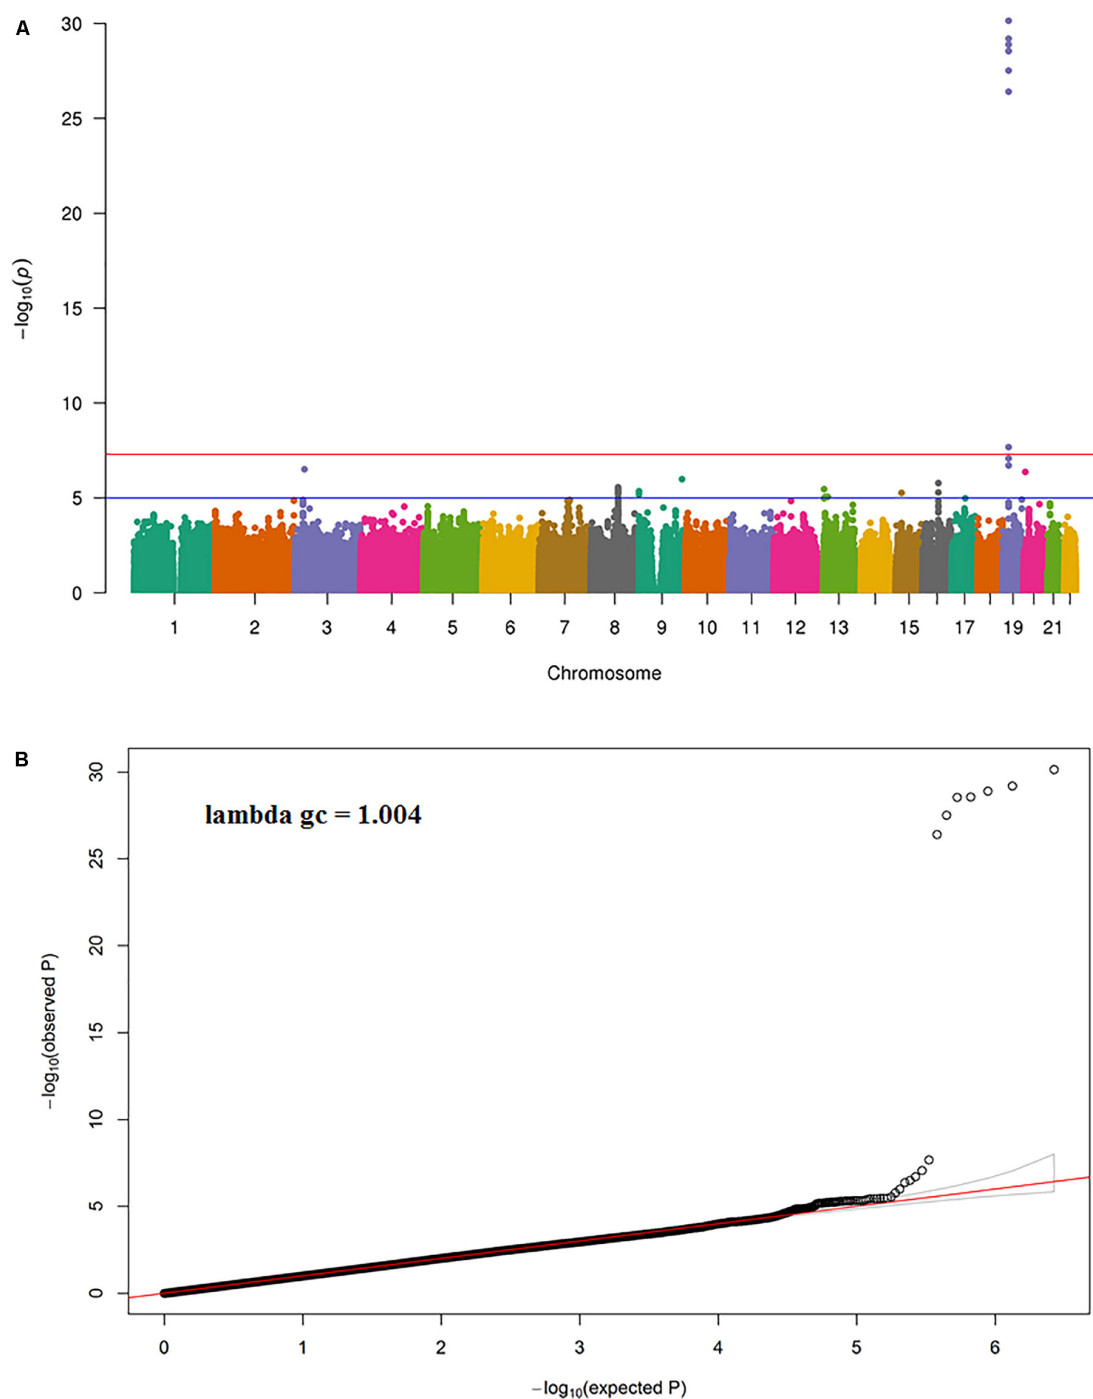 A
30
25
20
15
10
5
0
−log₁₀(p)
1 2 3 4 5 6 7 8 9 10 11 12 13 15 17 19 21
Chromosome
B
lambda gc = 1.004
30
25
20
15
10
5
0
−log₁₀(observed P)
0 1 2 3 4 5 6
−log₁₀(expected P)